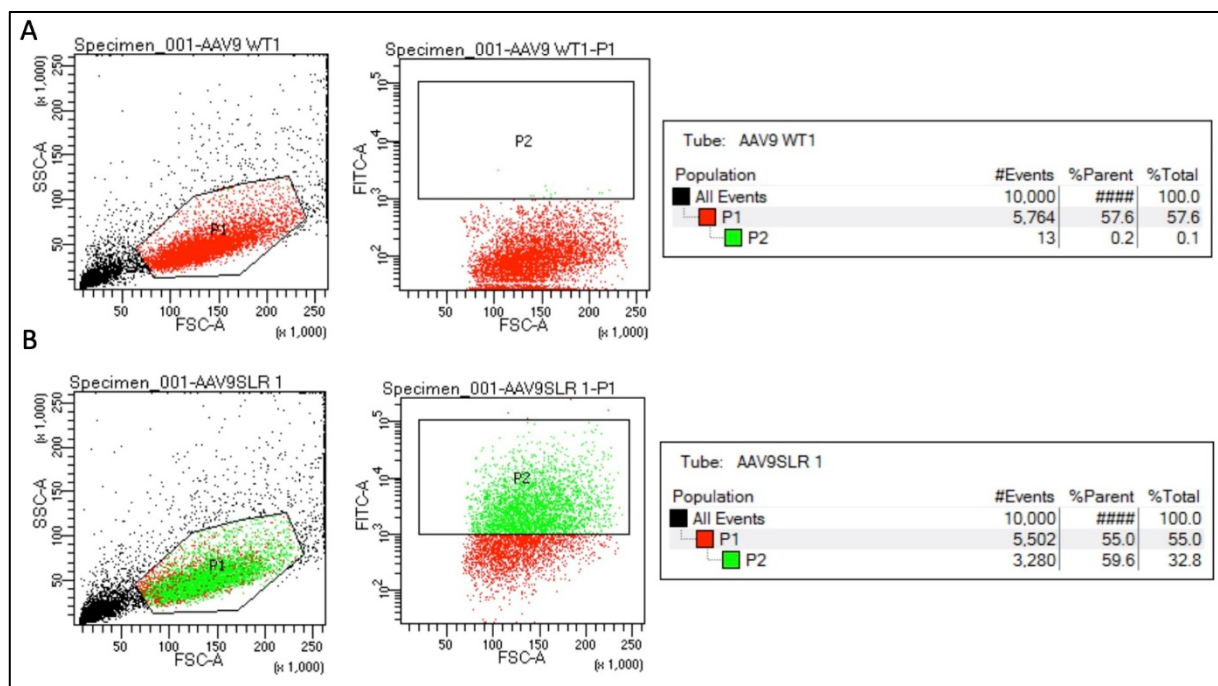 A
Specimen_001-AAV9 WT1
(x 1,000)
SSC-A
250
200
150
100
50
P1
50 100 150 200 250
FSC-A
(x 1,000)
Specimen_001-AAV9 WT1-P1
FITC-A
10^5
10^4
10^3
10^2
P2
50 100 150 200 250
FSC-A
(x 1,000)
Tube: AAV9 WT1
Population #Events %Parent %Total
All Events 10,000 #### 100.0
P1 5,764 57.6 57.6
P2 13 0.2 0.1
B
Specimen_001-AAV9SLR 1
(x 1,000)
SSC-A
250
200
150
100
50
P1
50 100 150 200 250
FSC-A
(x 1,000)
Specimen_001-AAV9SLR 1-P1
FITC-A
10^5
10^4
10^3
10^2
P2
50 100 150 200 250
FSC-A
(x 1,000)
Tube: AAV9SLR 1
Population #Events %Parent %Total
All Events 10,000 #### 100.0
P1 5,502 55.0 55.0
P2 3,280 59.6 32.8